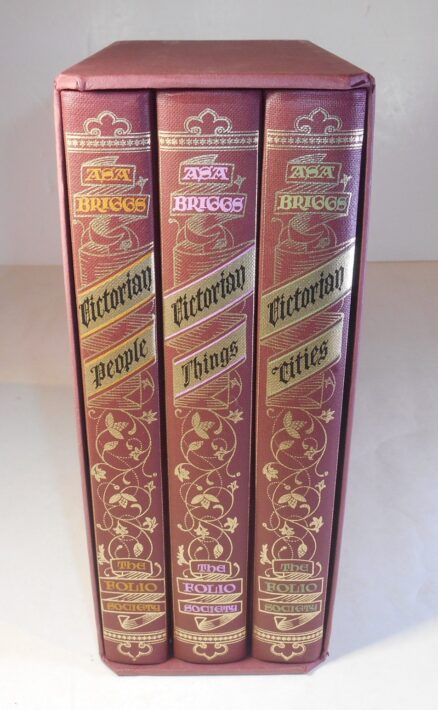 ASA
BRIGGS
Victorian
People
THE
FOLIO
SOCIETY
ASA
BRIGGS
Victorian
Things
THE
FOLIO
SOCIETY
ASA
BRIGGS
Victorian
Cities
THE
FOLIO
SOCIETY